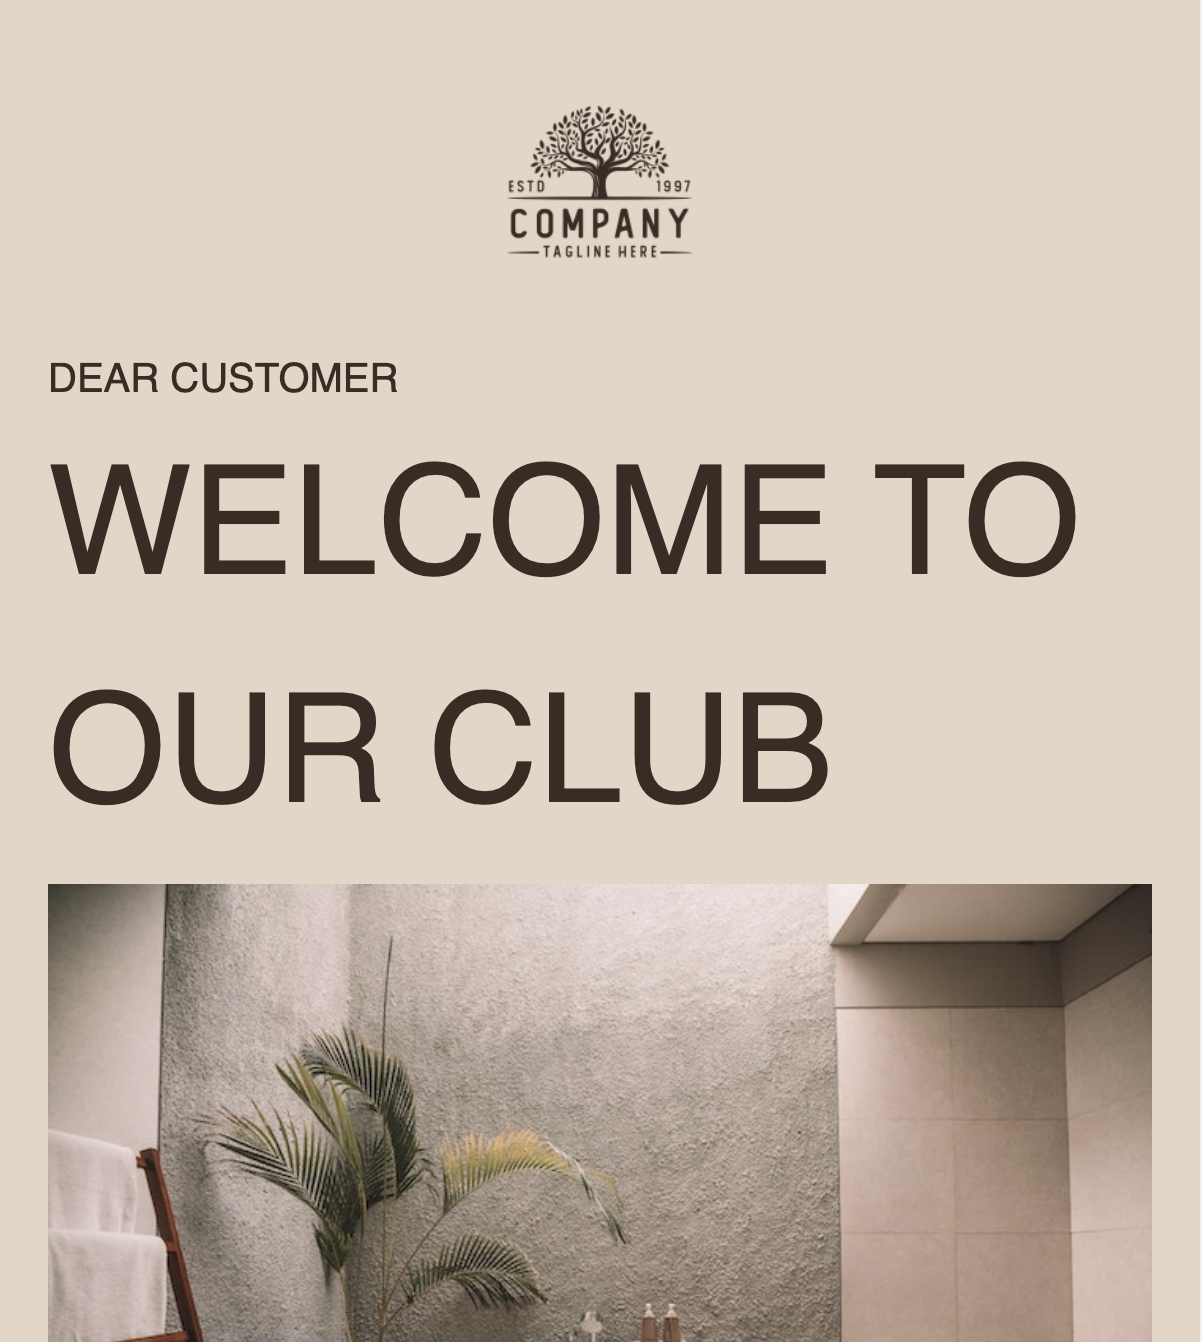 ESTD 1997
COMPANY
TAGLINE HERE
DEAR CUSTOMER
WELCOME TO
OUR CLUB